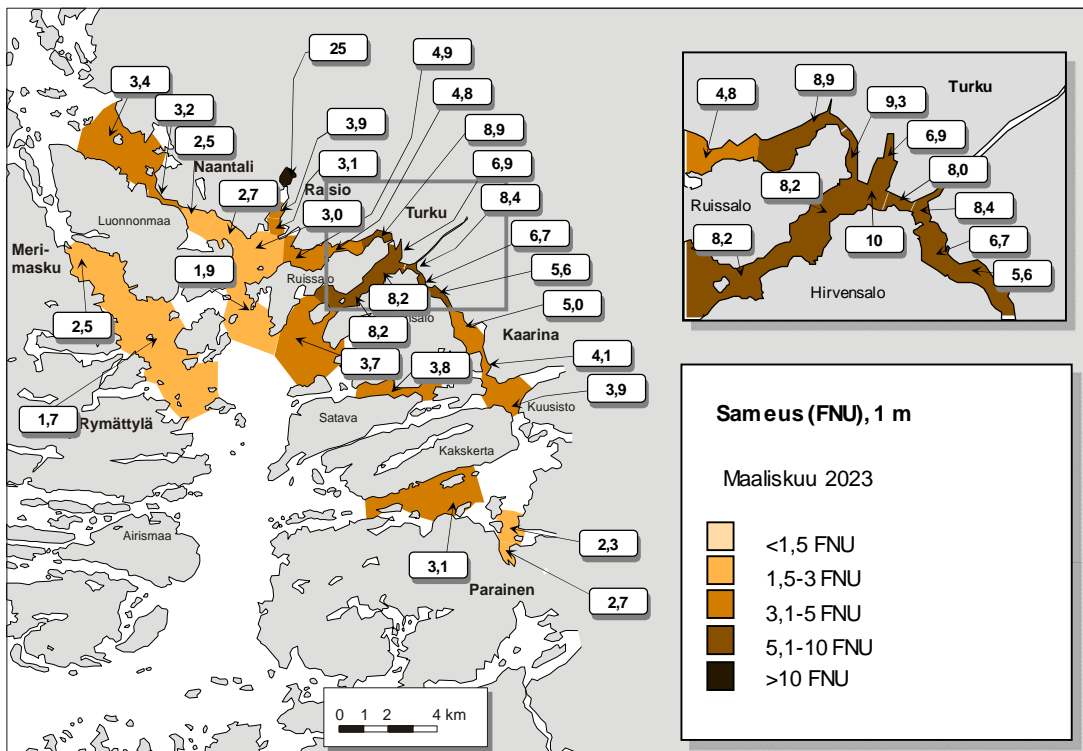 25
4,9
3,4
4,8
3,2
3,9
8,9
2,5
Naantali
3,1
6,9
2,7
Raisio
3,0
Turku
8,4
Luonnonmaa
6,7
Meri-
masku
1,9
Ruissalo
5,6
8,2
5,0
2,5
8,2
Kaarina
3,7
3,8
4,1
3,9
1,7
Rymättylä
Satava
Kuusisto
Kakskerta
Airismaa
2,3
3,1
Parainen
2,7
0 1 2 4 km
8,9
Turku
4,8
9,3
6,9
8,2
8,0
Ruissalo
8,4
8,2
10
6,7
5,6
Hirvensalo
Sameus (FNU), 1 m
Maaliskuu 2023
<1,5 FNU
1,5-3 FNU
3,1-5 FNU
5,1-10 FNU
>10 FNU